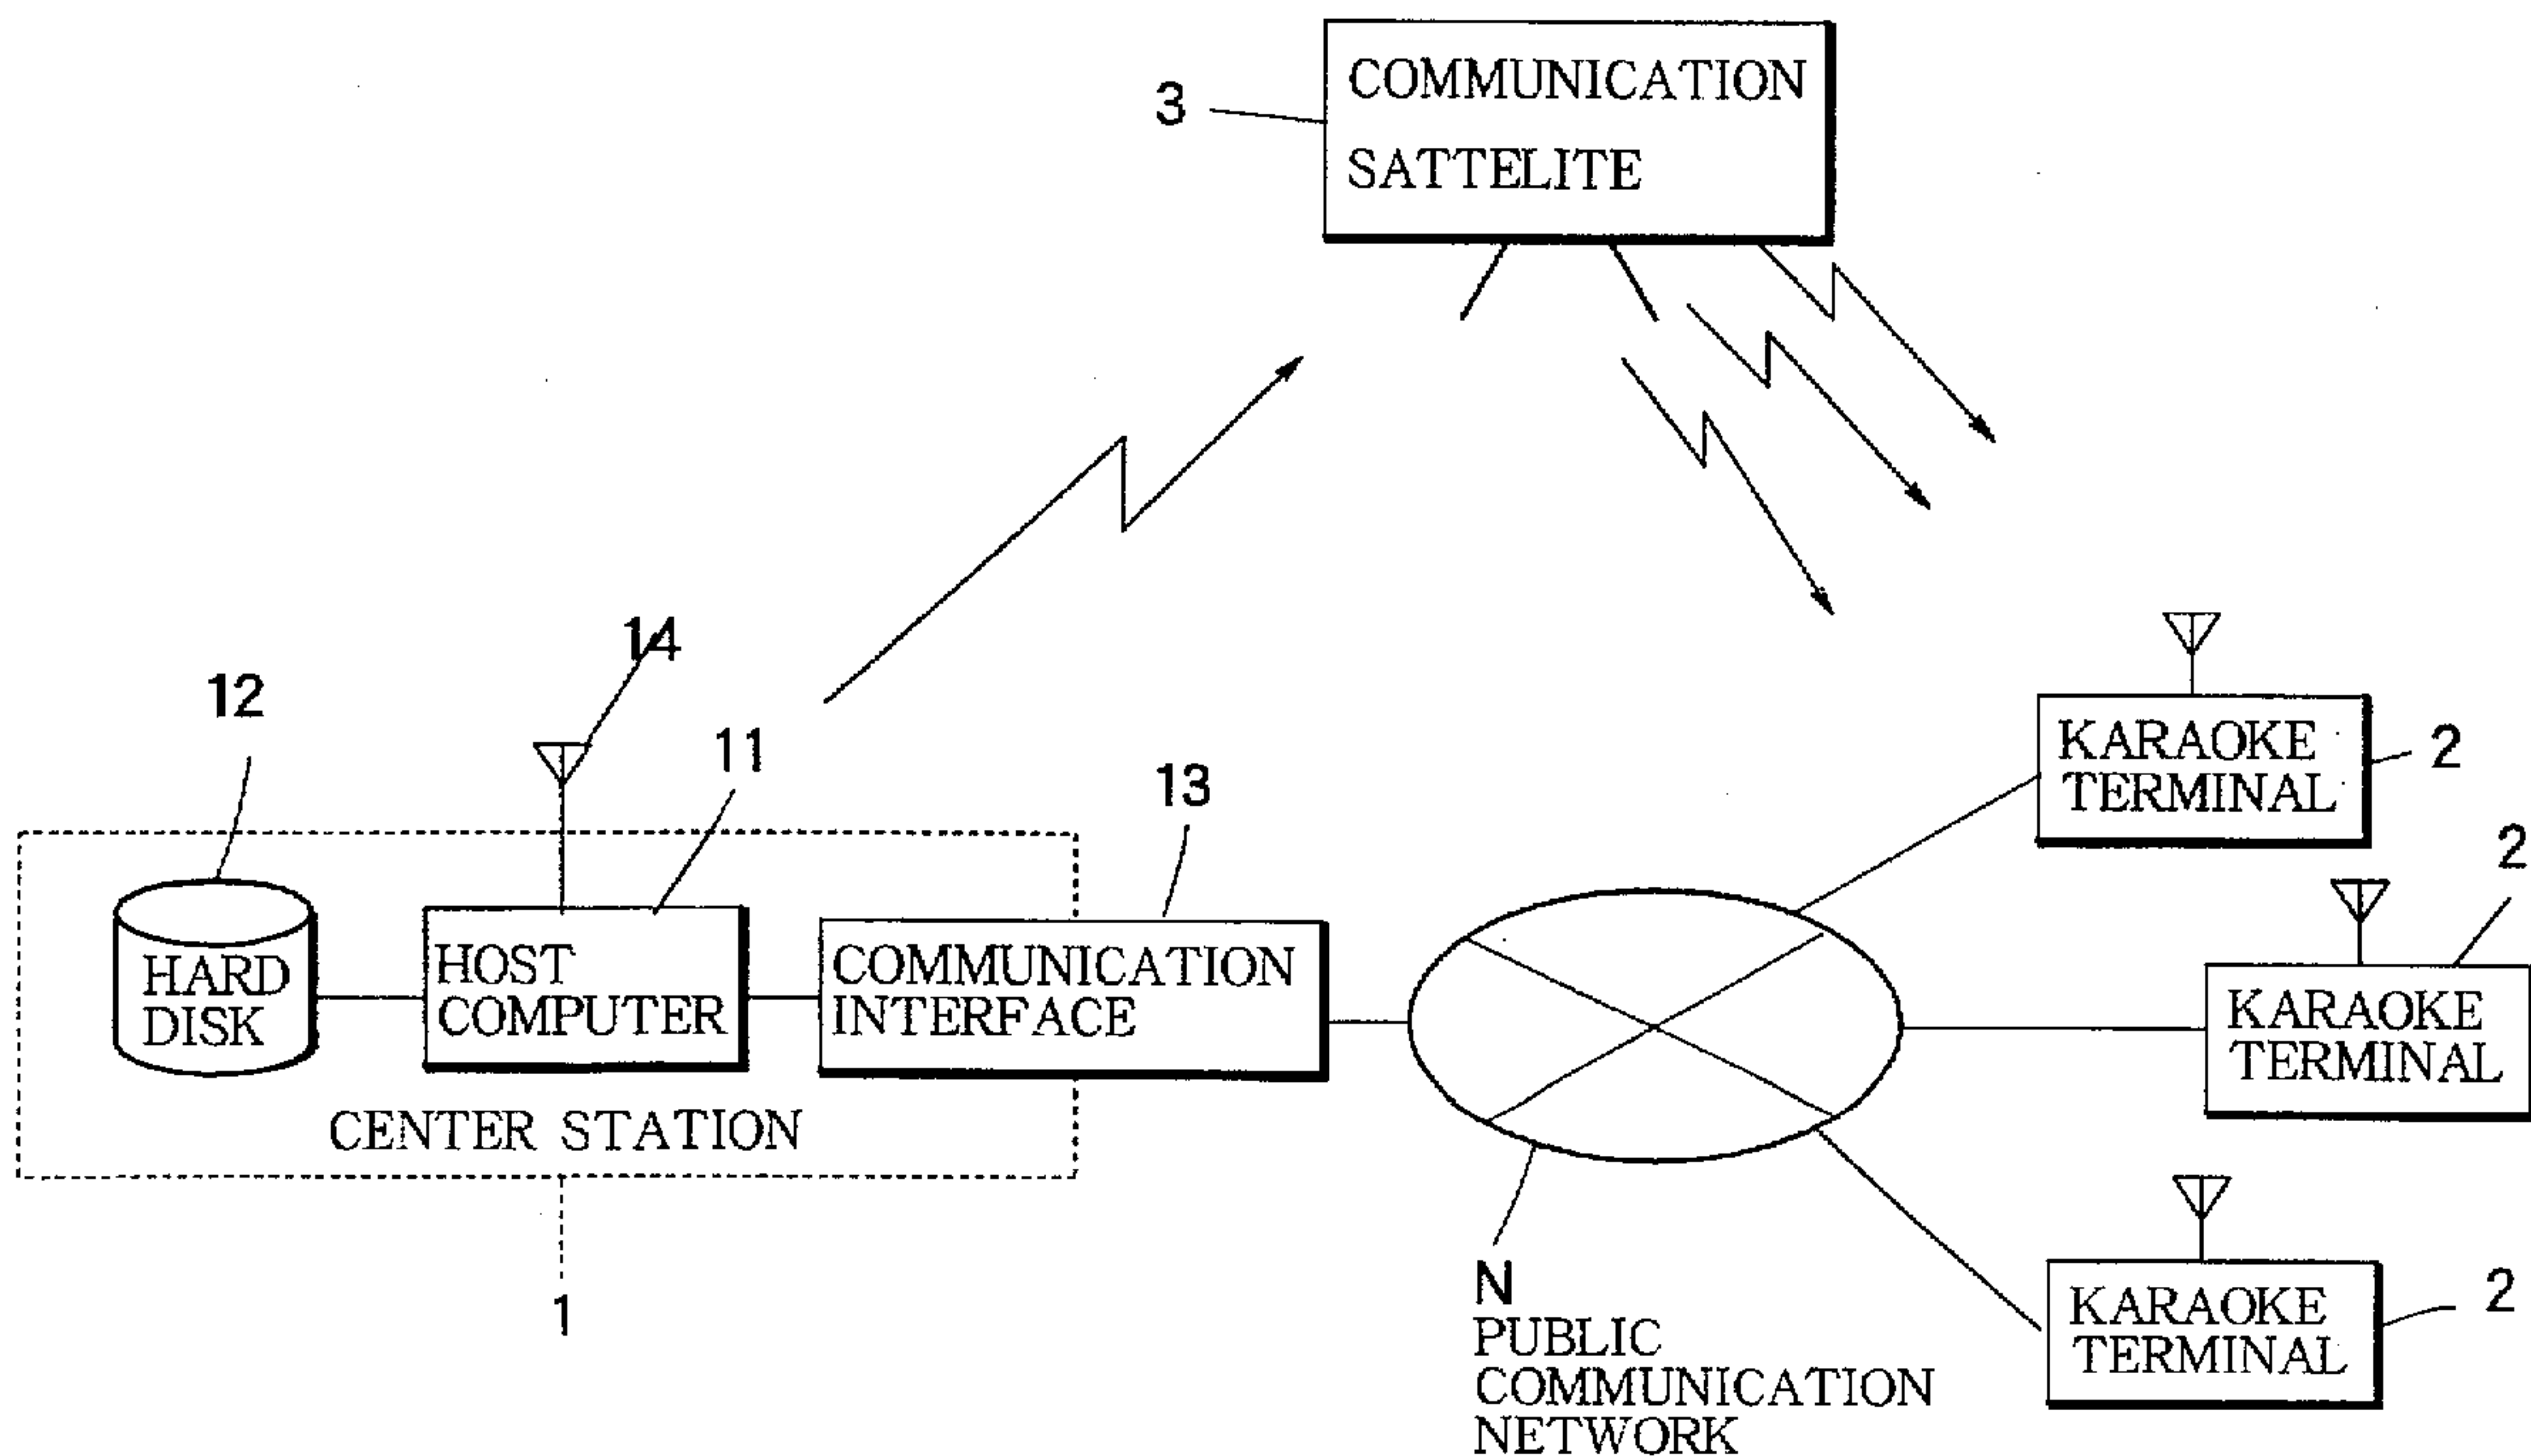 COMMUNICATION
SATTELITE
3
14
12
11
13
KARAOKE
TERMINAL
2
2
HARD
DISK
HOST
COMPUTER
COMMUNICATION
INTERFACE
KARAOKE
TERMINAL
CENTER STATION
1
N
PUBLIC
COMMUNICATION
NETWORK
KARAOKE
TERMINAL
2